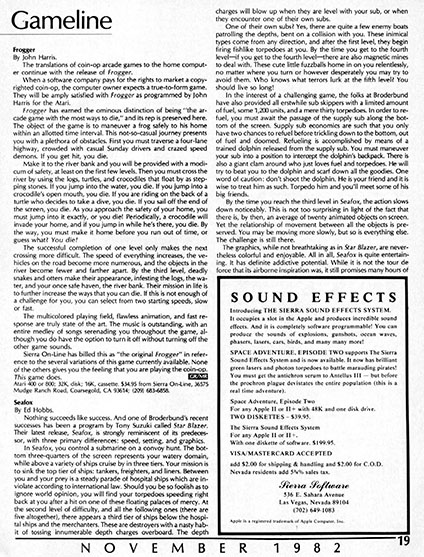 Gameline
Frogger
By John Harris.
The translations of coin-op arcade games to the home comput-
er continue with the release of Frogger.
When a software company pays for the rights to market a copy-
righted coin-op, the computer owner expects a true-to-form game.
They will be amply satisfied with Frogger as programmed by John
Harris for the Atari.
Frogger has earned the ominous distinction of being "the ar-
cade game with the most ways to die," and its rep is preserved here.
The object of the game is to maneuver a frog safely to his home
within an allotted time interval. This not-so-casual journey presents
you with a plethora of obstacles. First you must traverse a four-lane
highway, crowded with casual Sunday drivers and crazed speed
demons. If you get hit, you die.
Make it to the river bank and you will be provided with a modi-
cum of safety, at least on the first few levels. Then you must cross the
river by using the logs, turtles, and crocodiles that float by as step-
ping stones. If you jump into the water, you die. If you jump into a
crocodile's open mouth, you die. If you are riding on the back of a
turtle who decides to take a dive, you die. If you sail off the end of
the screen, you die. As you approach the safety of your home, you
must jump into it exactly, or you die! Periodically, a crocodile will
invade your home, and if you jump in while he's there, you die. By
the way, you must make it home before you run out of time, or
guess what? You die?
The successful completion of one level only makes the next
crossing more difficult. The speed of everything increases, the ve-
hicles on the road become more numerous, and the objects in the
river become fewer and farther apart. By the third level, deadly
snakes and otters make their appearance, infesting the logs, the wa-
ter, and your once safe haven, the river bank. Their mission in life is
to further increase the ways that you can die. If this is not enough of
a challenge for you, you can select from two starting speeds, slow
or fast.
The multicolored playing field, flawless animation, and fast re-
sponse are truly state of the art. The music is outstanding, with an
entire medley of songs serenading you throughout the game, al-
though you do have the option to turn it off without turning off the
other game sounds.
Sierra On-Line has billed this as "the original Frogger" in refer-
ence to the several variations of this game currently available. None
of the others gives you the feeling that you are playing the coin-op.
This game does.
Atari 400 or 800; 32K, disk; 16K, cassette. $34.95 from Sierra On-Line, 36575
Mudge Ranch Road, Coarsegold, CA 93614; (209) 683-6858.
Seafox
By Ed Hobbs.
Nothing succeeds like success. And one of Brøderbund's recent
successes has been a program by Tony Suzuki called Star Blazer.
Their latest release, Seafox, is strongly reminiscent of its predeces-
sor, with three primary differences: speed, setting, and graphics.
In Seafox, you control a submarine on a convoy hunt. The bot-
tom three-quarters of the screen represents your watery domain,
while above a variety of ships cruise by in three tiers. Your mission is
to sink the top tier of ships: tankers, freighters, and liners. Between
you and your prey is a steady parade of hospital ships which are in-
violate according to international law. Should you be so foolish as to
ignore world opinion, you will find your torpedoes speeding right
back at you after a hit on one of these floating palaces of mercy. At
the second level of difficulty, and all the following ones (there are
five altogether), there appears a third tier of ships below the hospi-
tal ships and the merchanters. These are destroyers with a nasty hab-
it of tossing innumerable depth charges overboard. The depth
charges will blow up when they are level with your sub, or when
they encounter one of their own subs.
One of their own subs? Yes, there are quite a few enemy boats
patrolling the depths, bent on a collision with you. These inimical
types come from any direction, and after the first level, they begin
firing fishlike torpedoes at you. By the time you get to the fourth
level—if you get to the fourth level—there are also magnetic mines
to deal with. These cute little fuzzballs home in on you relentlessly,
no matter where you turn or however desperately you may try to
avoid them. Who knows what terrors lurk at the fifth level? You
should live so long!
In the interest of a challenging game, the folks at Brøderbund
have also provided all enwhale sub skippers with a limited amount
of fuel, some 1,200 units, and a mere thirty torpedoes. In order to re-
fuel, you must await the passage of the supply sub along the bot-
tom of the screen. Supply sub economics are such that you only
have two chances to refuel before trickling down to the bottom, out
of fuel and doomed. Refueling is accomplished by means of a
trained dolphin released from the supply sub. You must maneuver
your sub into a position to intercept the dolphin's backpack. There is
also a giant clam around who just loves fuel and torpedoes. He will
try to beat you to the dolphin and scarf down all the goodies. One
word of caution: don't shoot the dolphin. He is your friend and it is
wise to treat him as such. Torpedo him and you'll meet some of his
big friends.
By the time you reach the third level in Seafox, the action slows
down noticeably. This is not too surprising in light of the fact that
there is, by then, an average of twenty animated objects on screen.
Yet the relationship of movement between all the objects is pre-
served. You may be moving more slowly, but so is everything else.
The challenge is still there.
The graphics, while not breathtaking as in Star Blazer, are never-
theless colorful and enjoyable. All in all, Seafox is quite entertain-
ing. It has definite addictive potential. While it is not the tour de
force that its airborne inspiration was, it still promises many hours of
SOUND EFFECTS
Introducing THE SIERRA SOUND EFFECTS SYSTEM.
It occupies a slot in the Apple and produces incredible sound
effects. And it is completely software programmable! You can
produce the sounds of explosions, gunshots, ocean waves,
phasers, lasers, cars, birds, and many many more!
SPACE ADVENTURE, EPISODE TWO supports The Sierra
Sound Effects System and is now available. It now has brilliant
green lasers and photon torpedoes to battle marauding pirates!
You must get the anticholeran serum to Antellus III — but before
the prochron plague devistates the entire population (this is a
real time adventure).
Space Adventure, Episode Two
For any Apple II or II+ with 48K and one disk drive.
TWO DISKETTES – $39.95.
The Sierra Sound Effects System
For any Apple II or II+.
With one diskette of software. $199.95.
VISA/MASTERCARD ACCEPTED
add $2.00 for shipping & handling and $2.00 for C.O.D.
Nevada residents add 5¾% sales tax.
Sierra Software
536 E. Sahara Avenue
Las Vegas, Nevada 89104
(702) 649-1083
Apple is a registered trademark of Apple Computer, Inc.
NOVEMBER 1982
19